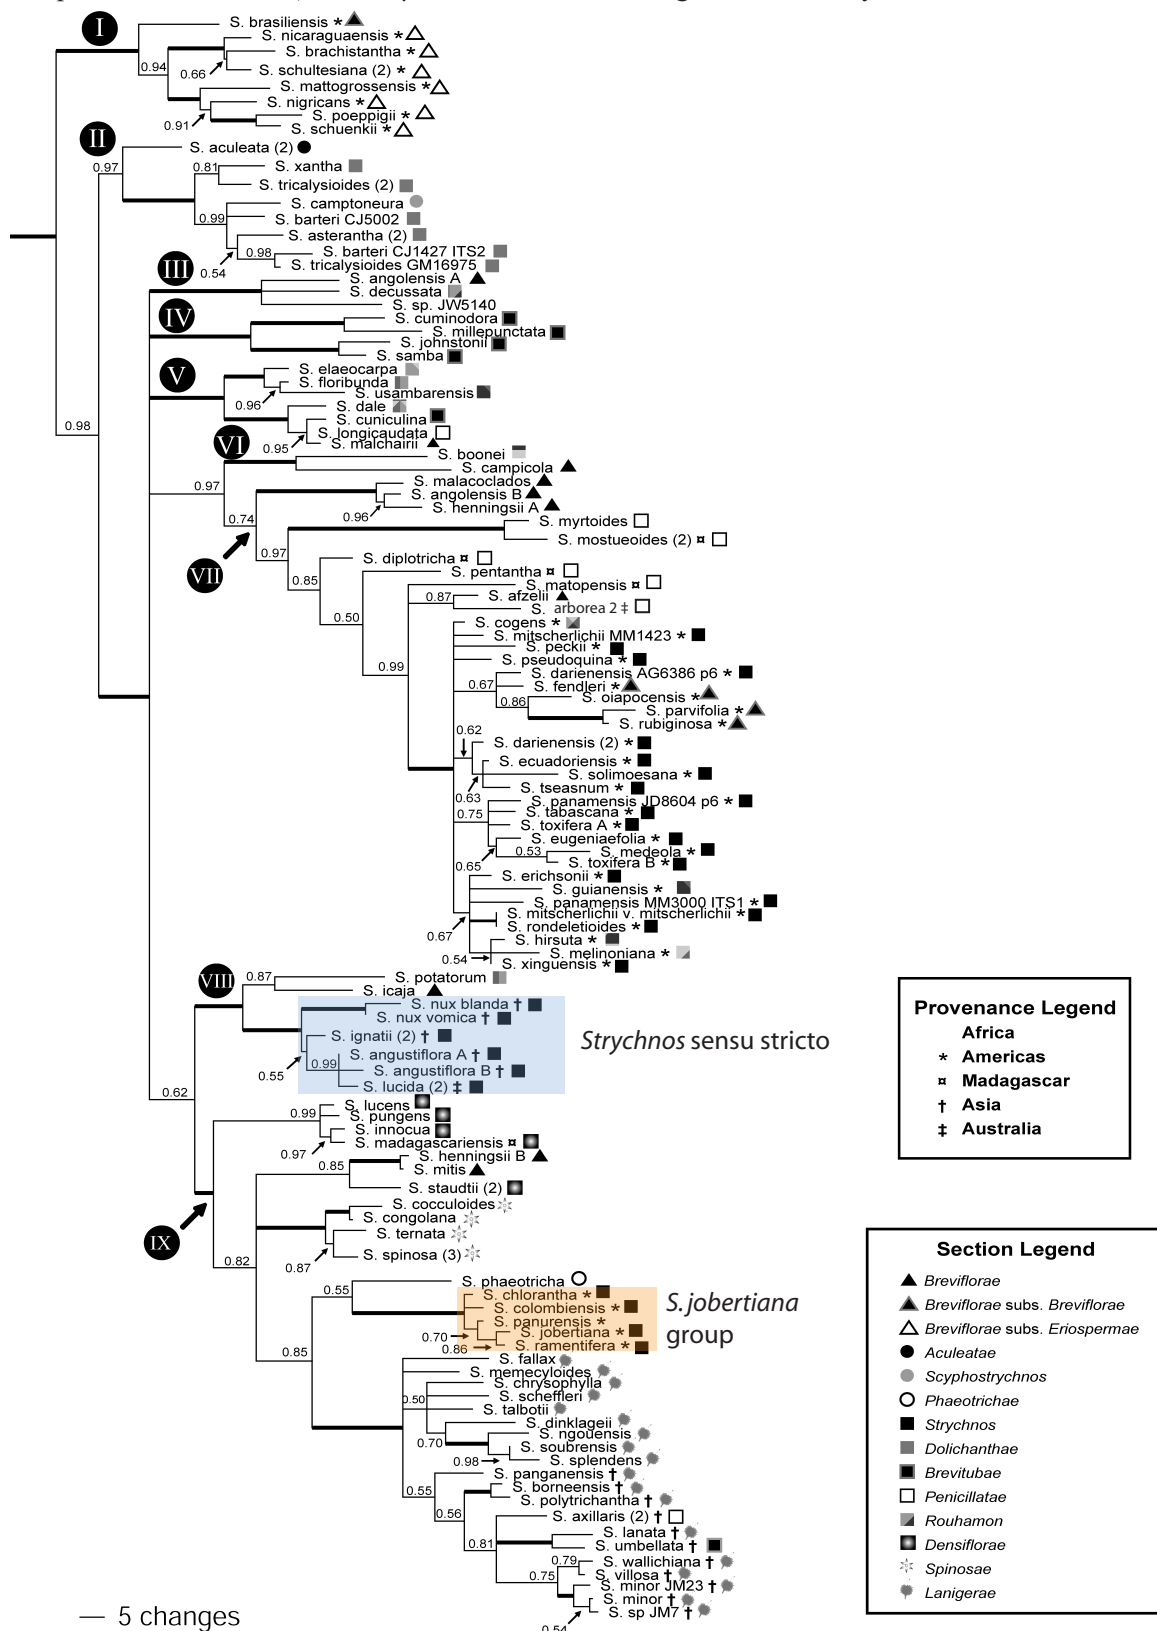 I
S. brasiliensis *
S. nicaraguaensis *
S. brachistantha *
0.94
0.66
S. schultesiana (2) *
S. mattogrossensis *
S. nigricans *
S. poeppigii *
0.91
S. schuenkii *
II
S. aculeata (2)
0.97
0.81
S. xantha
S. tricalysioides (2)
S. camptoneura
0.99
S. barteri CJ5002
S. asterantha (2)
0.98
S. barteri CJ1427 ITS2
0.54
S. tricalysioides GM16975
III
S. angolensis A
S. decussata
S. sp. JW5140
IV
S. cuminodora
S. millepunctata
S. johnstonii
S. samba
V
S. elaeocarpa
S. floribunda
S. usambarensis
0.96
S. dale
S. cuniculina
0.98
S. longicaudata
VI
S. malchairii
0.95
S. boonei
S. campicola
0.97
S. malacoclados
S. angolensis B
S. henningsii A
0.96
0.74
S. myrtoides
S. mostueoides (2) ¤
0.97
VII
S. diplotricha ¤
S. pentantha ¤
0.85
S. matopensis ¤
0.87
S. afzelii
S. arborea 2 ‡
0.50
S. cogens *
S. mitscherlichii MM1423 *
S. peckii *
S. pseudoquina *
0.99
S. darienensis AG6386 p6 *
0.67
S. fendleri *
S. oiapocensis *
0.86
S. parvifolia *
S. rubiginosa *
0.62
S. darienensis (2) *
S. ecuadoriensis *
S. solimoesana *
S. tseasnum *
0.63
S. panamensis JD8604 p6 *
S. tabascana *
0.75
S. toxifera A *
S. eugeniaefolia *
0.53
S. medeola *
0.65
S. toxifera B *
S. erichsonii *
S. guianensis *
S. panamensis MM3000 ITS1 *
S. mitscherlichii v. mitscherlichii *
S. rondeletioides *
0.67
S. hirsuta *
S. melinoniana *
0.54
S. xinguensis *
VIII
0.87
S. potatorum
S. icaja
S. nux blanda †
S. nux vomica †
S. ignatii (2) †
Strychnos sensu stricto
S. angustiflora A †
0.99
0.55
S. angustiflora B †
S. lucida (2) ‡
0.62
S. lucens
0.99
S. pungens
S. innocua
S. madagascariensis ¤
0.97
S. henningsii B
0.85
S. mitis
S. staudtii (2)
S. cocculoides
S. congolana
S. ternata
IX
S. spinosa (3)
0.82
0.87
S. phaeotricha
0.55
S. chlorantha *
S. colombiensis *
S. jobertiana
group
S. panurensis *
S. jobertiana *
0.70
S. ramentifera *
0.86
0.85
S. fallax
S. memecyloides
S. chrysophylla
S. scheffleri
0.50
S. talbotii
S. dinklageii
S. ngouensis
0.70
S. soubrensis
0.98
S. splendens
S. panganensis †
S. borneensis †
0.55
S. polytrichantha †
0.56
S. axillaris (2) †
S. lanata †
0.81
S. umbellata †
0.79
S. wallichiana †
0.75
S. villosa †
S. minor JM23 †
S. minor †
S. sp JM7 †
0.54
5 changes
Provenance Legend
Africa
* Americas
¤ Madagascar
† Asia
‡ Australia
Section Legend
Breviflorae
Breviflorae subs. Breviflorae
Breviflorae subs. Eriospermae
Aculeatae
Scyphostrychnos
Phaeotrichae
Strychnos
Dolichanthae
Brevitubae
Penicillatae
Rouhamon
Densiflorae
Spinosae
Lanigerae